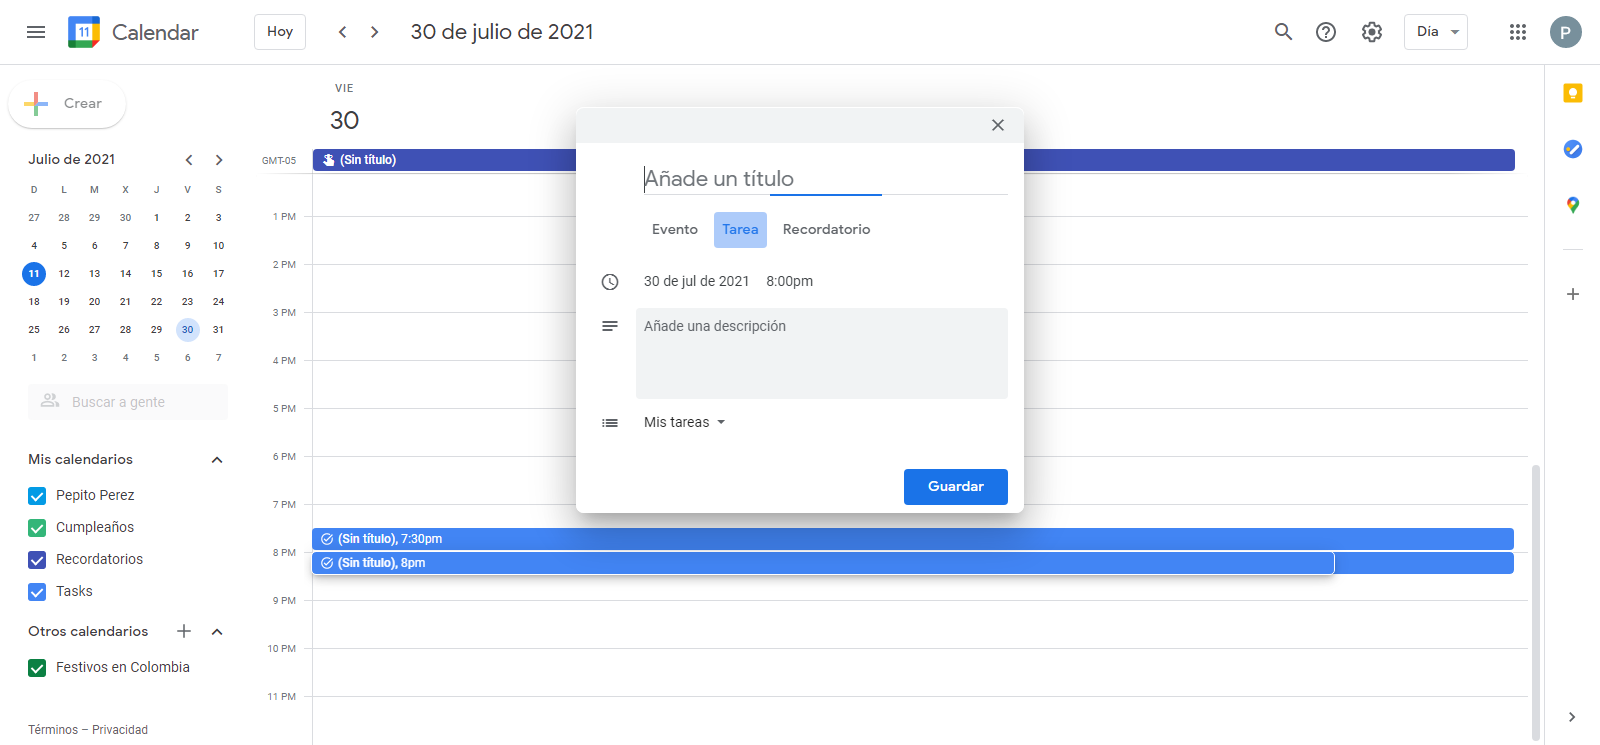 11 Calendar Hoy 30 de julio de 2021 Día P
Crear
VIE
30
Julio de 2021
D L M X J V S
27 28 29 30 1 2 3
4 5 6 7 8 9 10
11 12 13 14 15 16 17
18 19 20 21 22 23 24
25 26 27 28 29 30 31
1 2 3 4 5 6 7
Buscar a gente
Mis calendarios
Pepito Perez
Cumpleaños
Recordatorios
Tasks
Otros calendarios
Festivos en Colombia
Términos – Privacidad
GMT-05 (Sin título)
1 PM
2 PM
3 PM
4 PM
5 PM
6 PM
7 PM
(Sin título), 7:30pm
8 PM
(Sin título), 8pm
9 PM
10 PM
11 PM
Añade un título
Evento Tarea Recordatorio
30 de jul de 2021 8:00pm
Añade una descripción
Mis tareas
Guardar